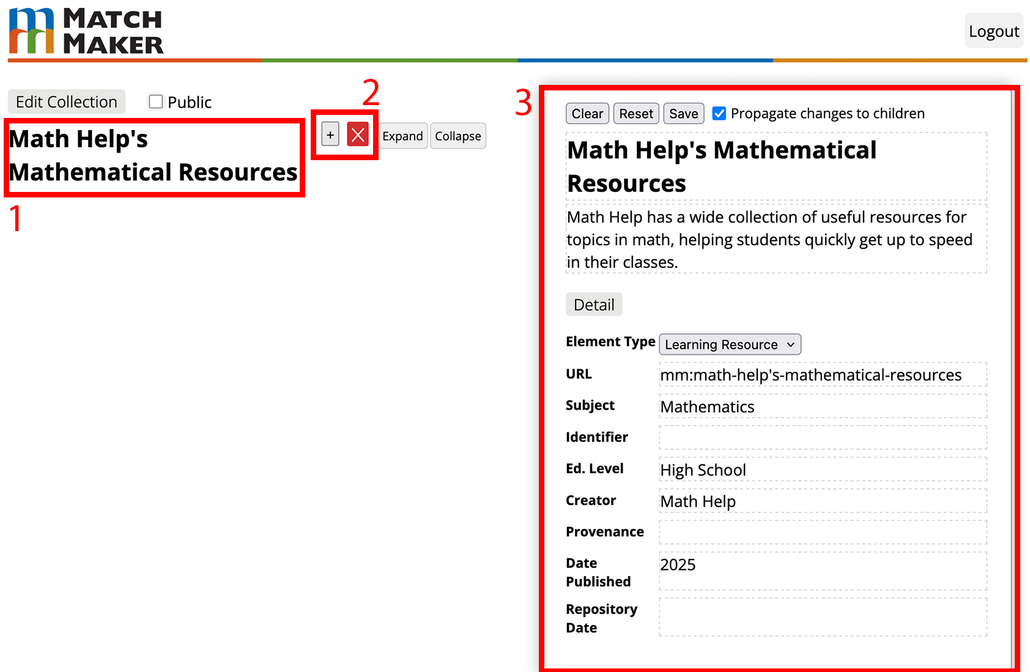 MATCH
MAKER
Logout
Edit Collection
Public
2
Math Help's
Mathematical Resources
+
Expand
Collapse
1
3
Clear
Reset
Save
Propagate changes to children
Math Help's Mathematical
Resources
Math Help has a wide collection of useful resources for
topics in math, helping students quickly get up to speed
in their classes.
Detail
Element Type Learning Resource
URL mm:math-help's-mathematical-resources
Subject Mathematics
Identifier
Ed. Level High School
Creator Math Help
Provenance
Date 2025
Published
Repository
Date